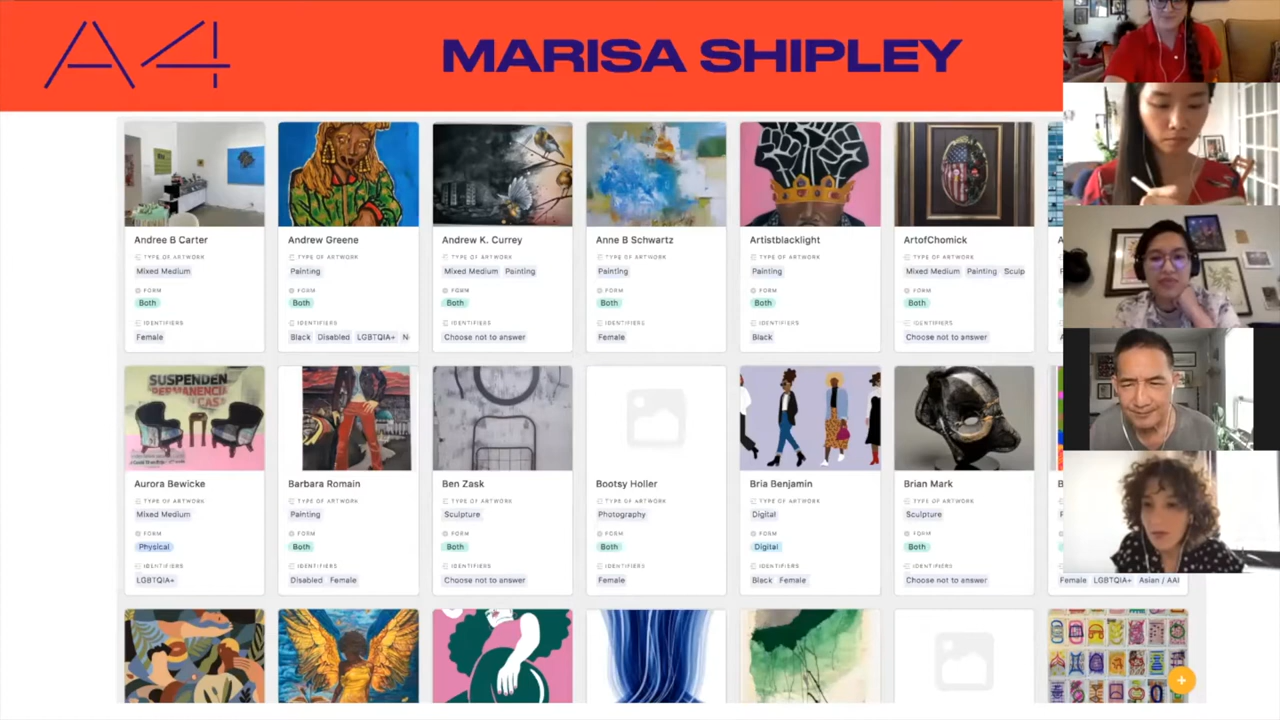 A4
MARISA SHIPLEY
Andree B Carter
TYPE OF ARTWORK
Mixed Medium
FORM
Both
IDENTIFIERS
Female
Andrew Greene
TYPE OF ARTWORK
Painting
FORM
Both
IDENTIFIERS
Black Disabled LGBTQIA+ N
Andrew K. Currey
TYPE OF ARTWORK
Mixed Medium Painting
FORM
Both
IDENTIFIERS
Choose not to answer
Anne B Schwartz
TYPE OF ARTWORK
Painting
FORM
Both
IDENTIFIERS
Female
Artistblacklight
TYPE OF ARTWORK
Painting
FORM
Both
IDENTIFIERS
Black
ArtofChomick
TYPE OF ARTWORK
Mixed Medium Painting Sculp
FORM
Both
IDENTIFIERS
Choose not to answer
SUSPENDEN
PERMANENCIA
CAS
Aurora Bewicke
TYPE OF ARTWORK
Mixed Medium
FORM
Physical
IDENTIFIERS
LGBTQIA+
Barbara Romain
TYPE OF ARTWORK
Painting
FORM
Both
IDENTIFIERS
Disabled Female
Ben Zask
TYPE OF ARTWORK
Sculpture
FORM
Both
IDENTIFIERS
Choose not to answer
Bootsy Holler
TYPE OF ARTWORK
Photography
FORM
Both
IDENTIFIERS
Female
Bria Benjamin
TYPE OF ARTWORK
Digital
FORM
Digital
IDENTIFIERS
Black Female
Brian Mark
TYPE OF ARTWORK
Sculpture
FORM
Both
IDENTIFIERS
Choose not to answer
Female LGBTQIA+ Asian / AAI